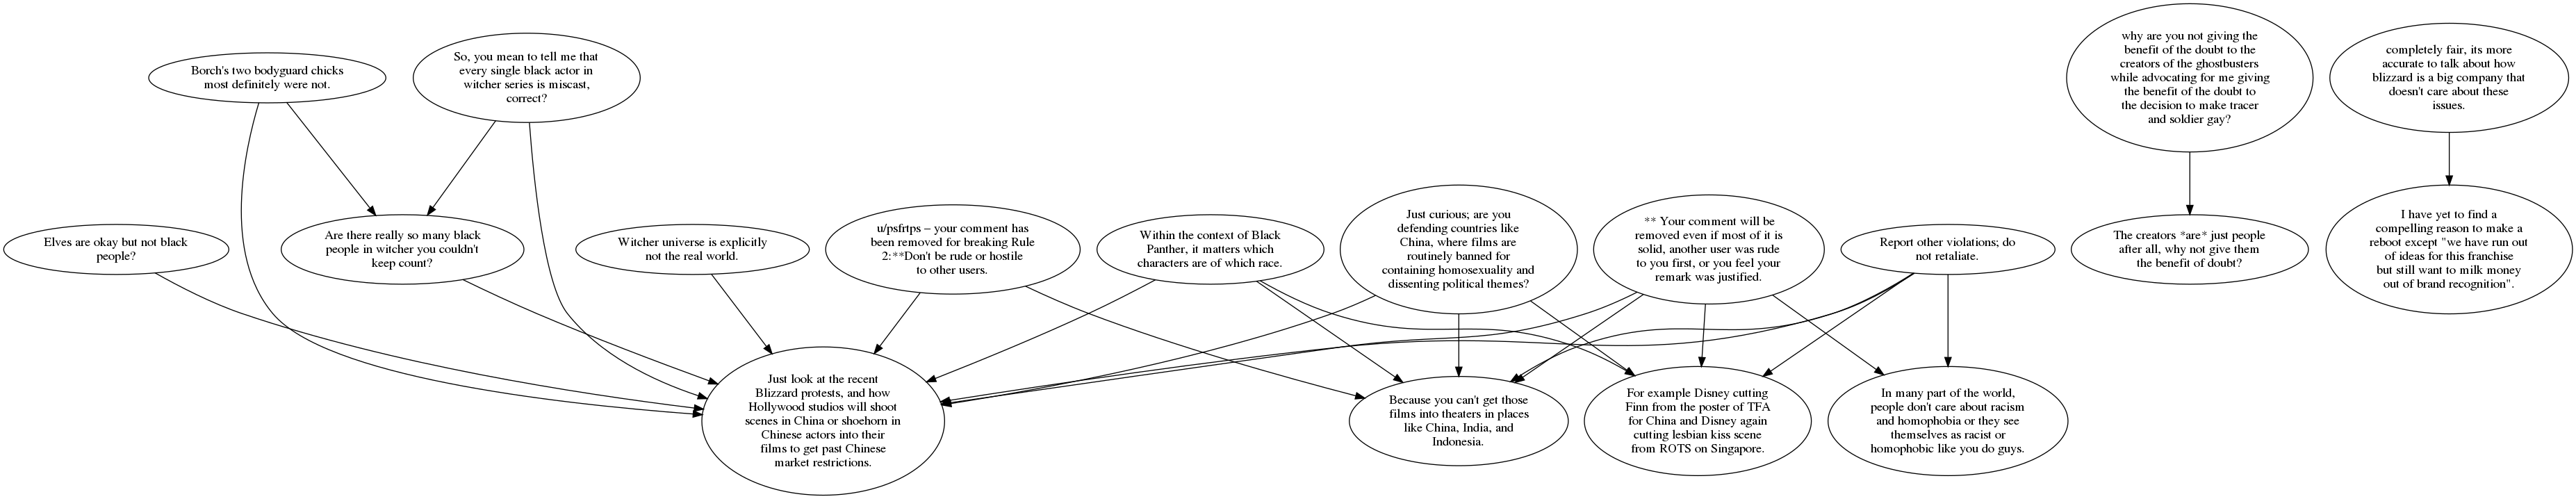 Borch's two bodyguard chicks
most definitely were not.
So, you mean to tell me that
every single black actor in
witcher series is miscast,
correct?
why are you not giving the
benefit of the doubt to the
creators of the ghostbusters
while advocating for me giving
the benefit of the doubt to
the decision to make tracer
and soldier gay?
completely fair, its more
accurate to talk about how
blizzard is a big company that
doesn't care about these
issues.
Elves are okay but not black
people?
Are there really so many black
people in witcher you couldn't
keep count?
Witcher universe is explicitly
not the real world.
u/psfrtps – your comment has
been removed for breaking Rule
2:**Don't be rude or hostile
to other users.
Within the context of Black
Panther, it matters which
characters are of which race.
Just curious; are you
defending countries like
China, where films are
routinely banned for
containing homosexuality and
dissenting political themes?
** Your comment will be
removed even if most of it is
solid, another user was rude
to you first, or you feel your
remark was justified.
Report other violations; do
not retaliate.
The creators *are* just people
after all, why not give them
the benefit of doubt?
I have yet to find a
compelling reason to make a
reboot except "we have run out
of ideas for this franchise
but still want to milk money
out of brand recognition".
Just look at the recent
Blizzard protests, and how
Hollywood studios will shoot
scenes in China or shoehorn in
Chinese actors into their
films to get past Chinese
market restrictions.
Because you can't get those
films into theaters in places
like China, India, and
Indonesia.
For example Disney cutting
Finn from the poster of TFA
for China and Disney again
cutting lesbian kiss scene
from ROTS on Singapore.
In many part of the world,
people don't care about racism
and homophobia or they see
themselves as racist or
homophobic like you do guys.